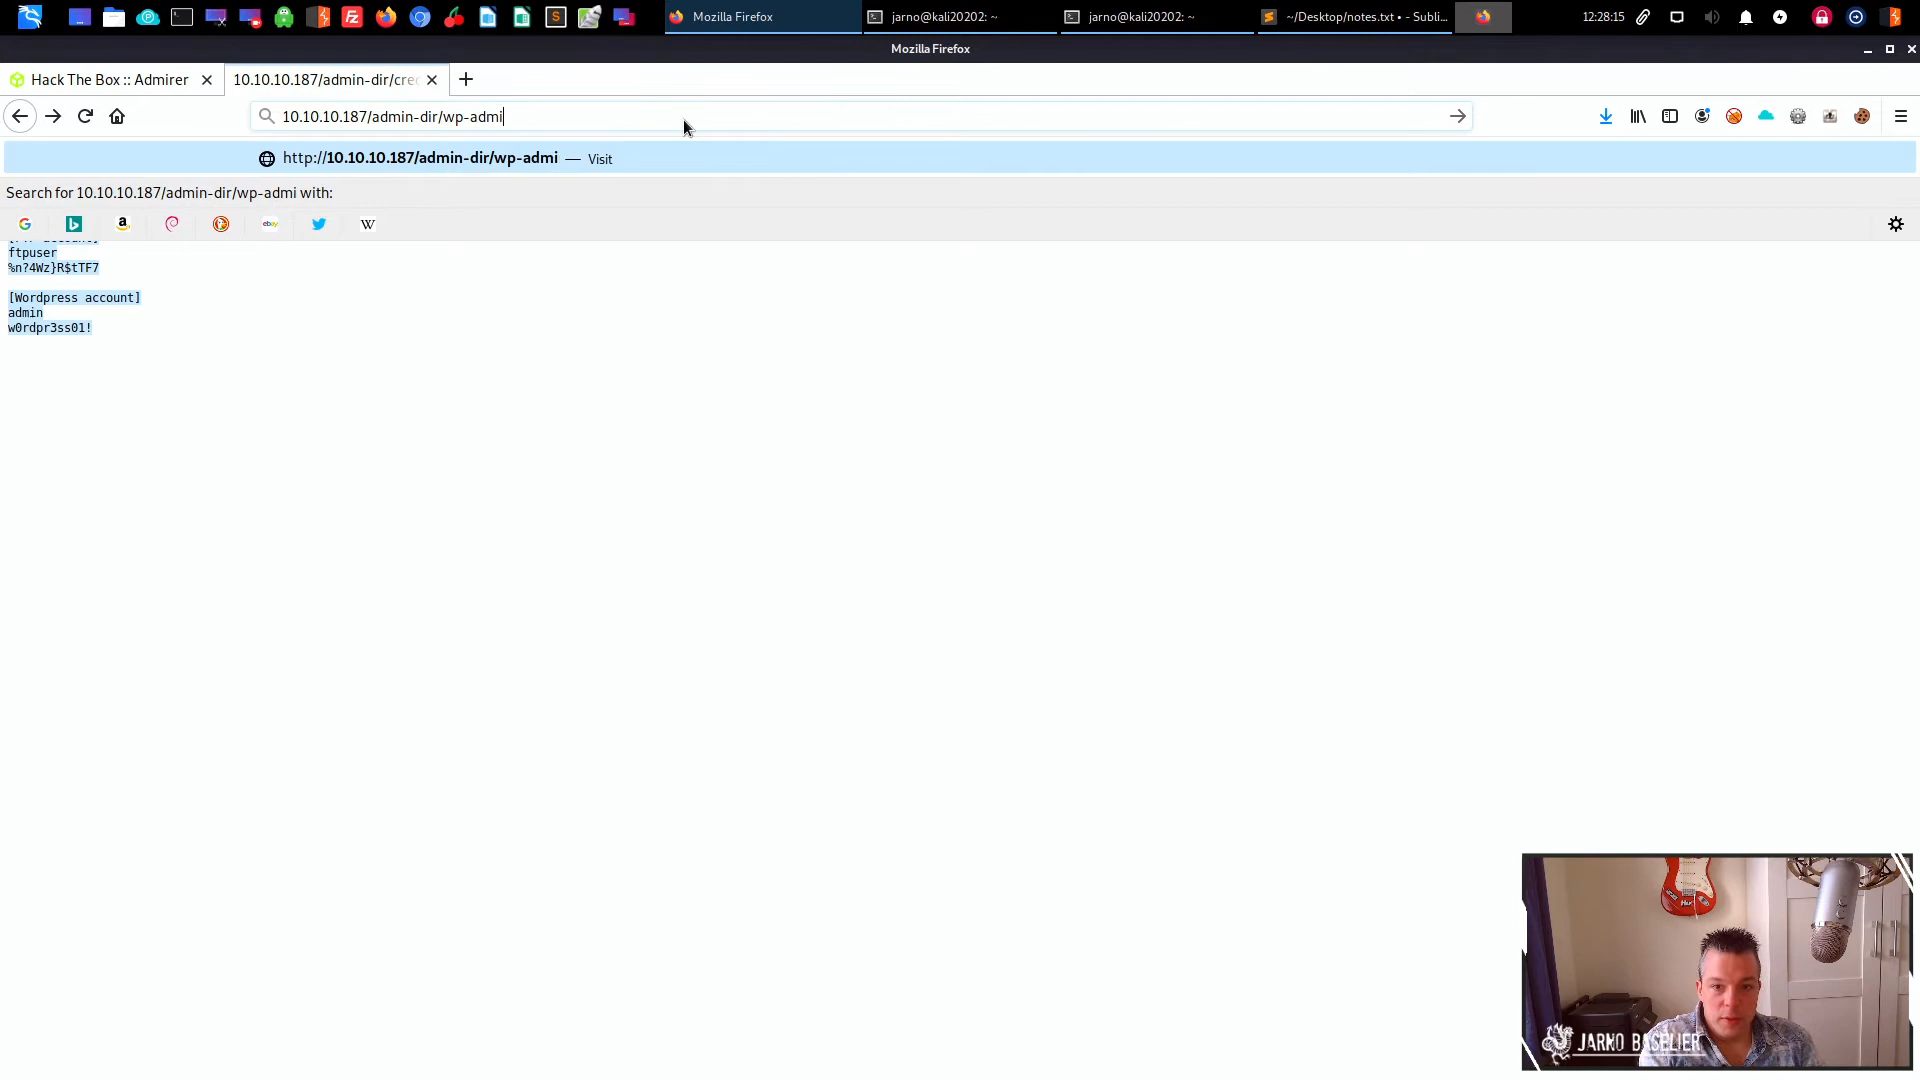 Mozilla Firefox
jarno@kali20202: ~
jarno@kali20202: ~
~/Desktop/notes.txt • - Subli...
12:28:15
Mozilla Firefox
Hack The Box :: Admirer
10.10.10.187/admin-dir/cre
10.10.10.187/admin-dir/wp-admi
http://10.10.10.187/admin-dir/wp-admi — Visit
Search for 10.10.10.187/admin-dir/wp-admi with:
ftpuser
%n?4Wz}R$tTF7
[Wordpress account]
admin
w0rdpr3ss01!
JARNO BASELIER